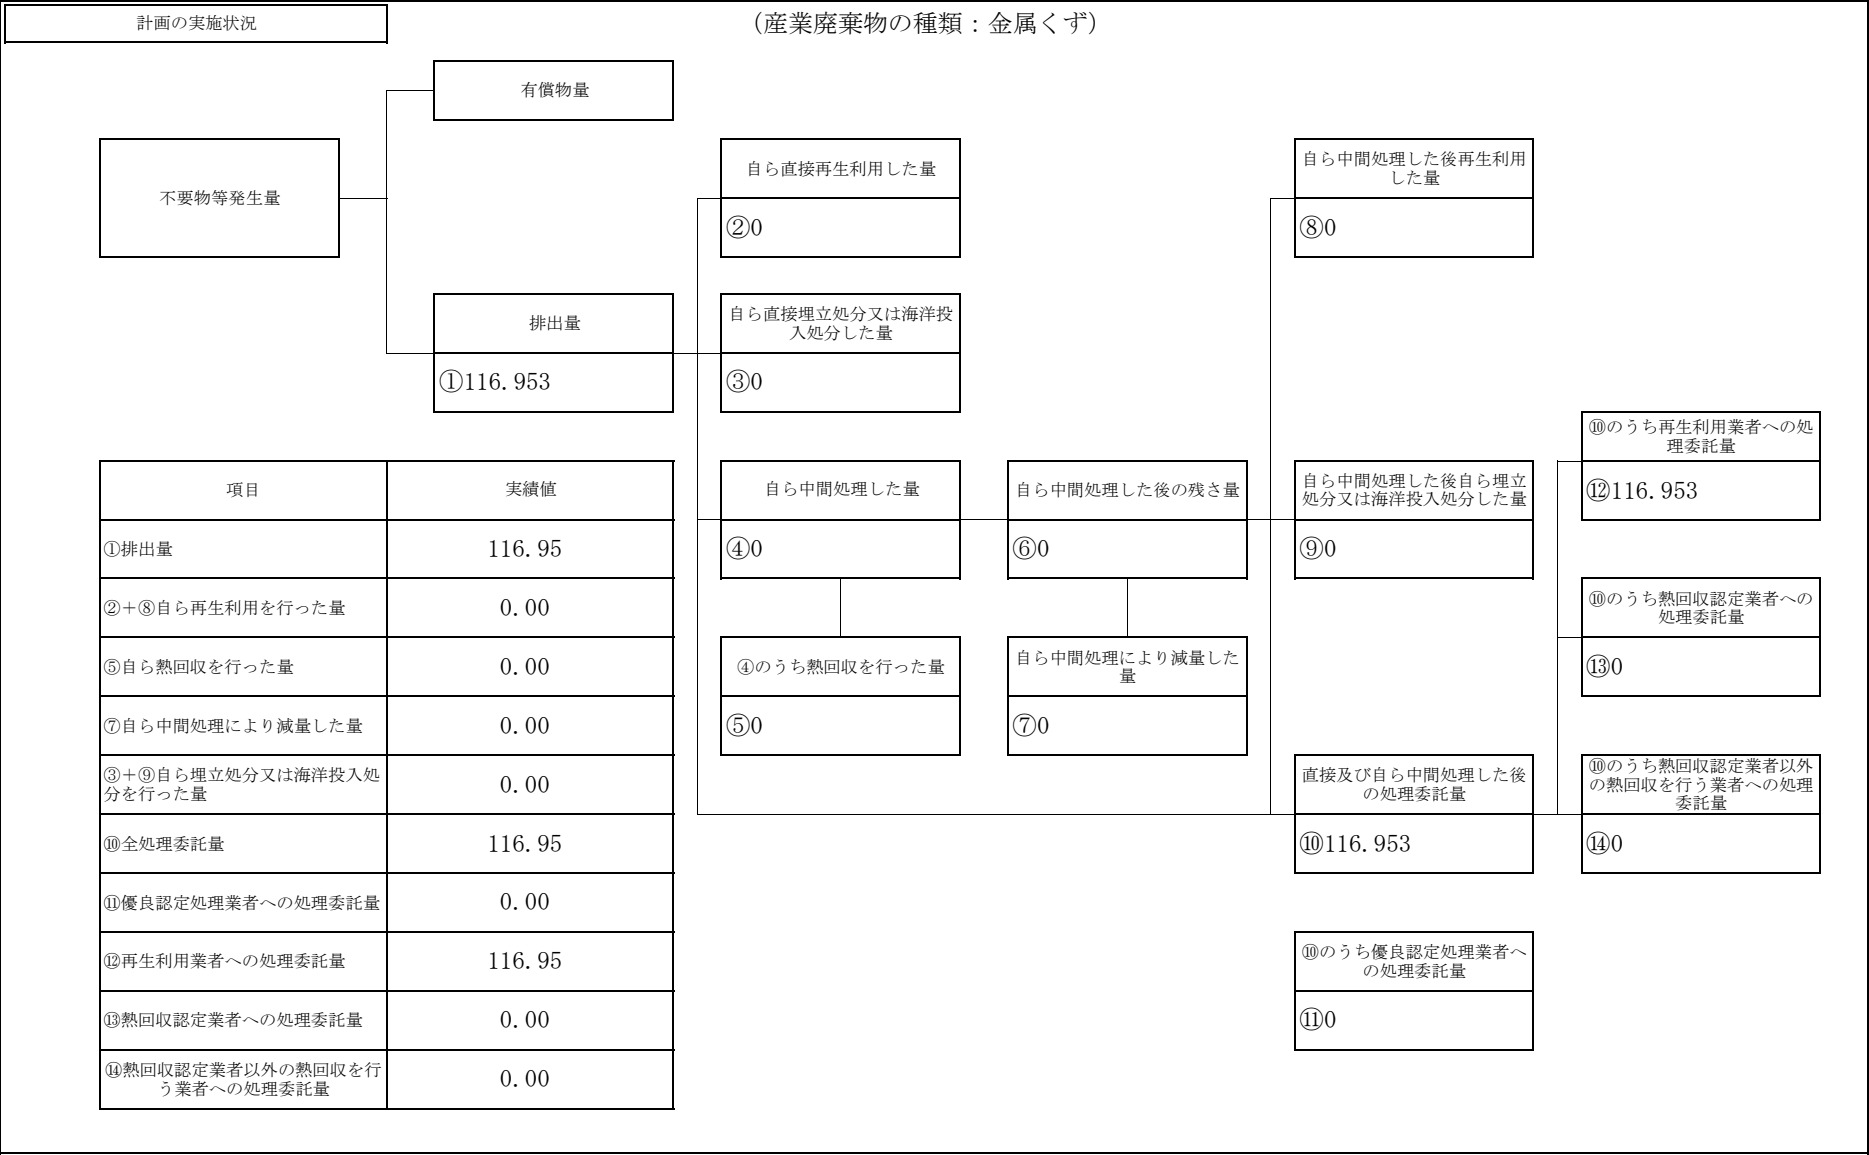 計画の実施状況
（産業廃棄物の種類：金属くず）
有償物量
不要物等発生量
自ら直接再生利用した量
②0
自ら中間処理した後再生利用
した量
⑧0
排出量
①116.953
自ら直接埋立処分又は海洋投
入処分した量
③0
⑩のうち再生利用業者への処
理委託量
⑫116.953
自ら中間処理した量
④0
自ら中間処理した後の残さ量
⑥0
自ら中間処理した後自ら埋立
処分又は海洋投入処分した量
⑨0
⑩のうち熱回収認定業者への
処理委託量
⑬0
④のうち熱回収を行った量
⑤0
自ら中間処理により減量した
量
⑦0
直接及び自ら中間処理した後
の処理委託量
⑩116.953
⑩のうち熱回収認定業者以外
の熱回収を行う業者への処理
委託量
⑭0
⑩のうち優良認定処理業者へ
の処理委託量
⑪0
項目 実績値
①排出量 116.95
②＋⑧自ら再生利用を行った量 0.00
⑤自ら熱回収を行った量 0.00
⑦自ら中間処理により減量した量 0.00
③＋⑨自ら埋立処分又は海洋投入処
分を行った量 0.00
⑩全処理委託量 116.95
⑪優良認定処理業者への処理委託量 0.00
⑫再生利用業者への処理委託量 116.95
⑬熱回収認定業者への処理委託量 0.00
⑭熱回収認定業者以外の熱回収を行
う業者への処理委託量 0.00